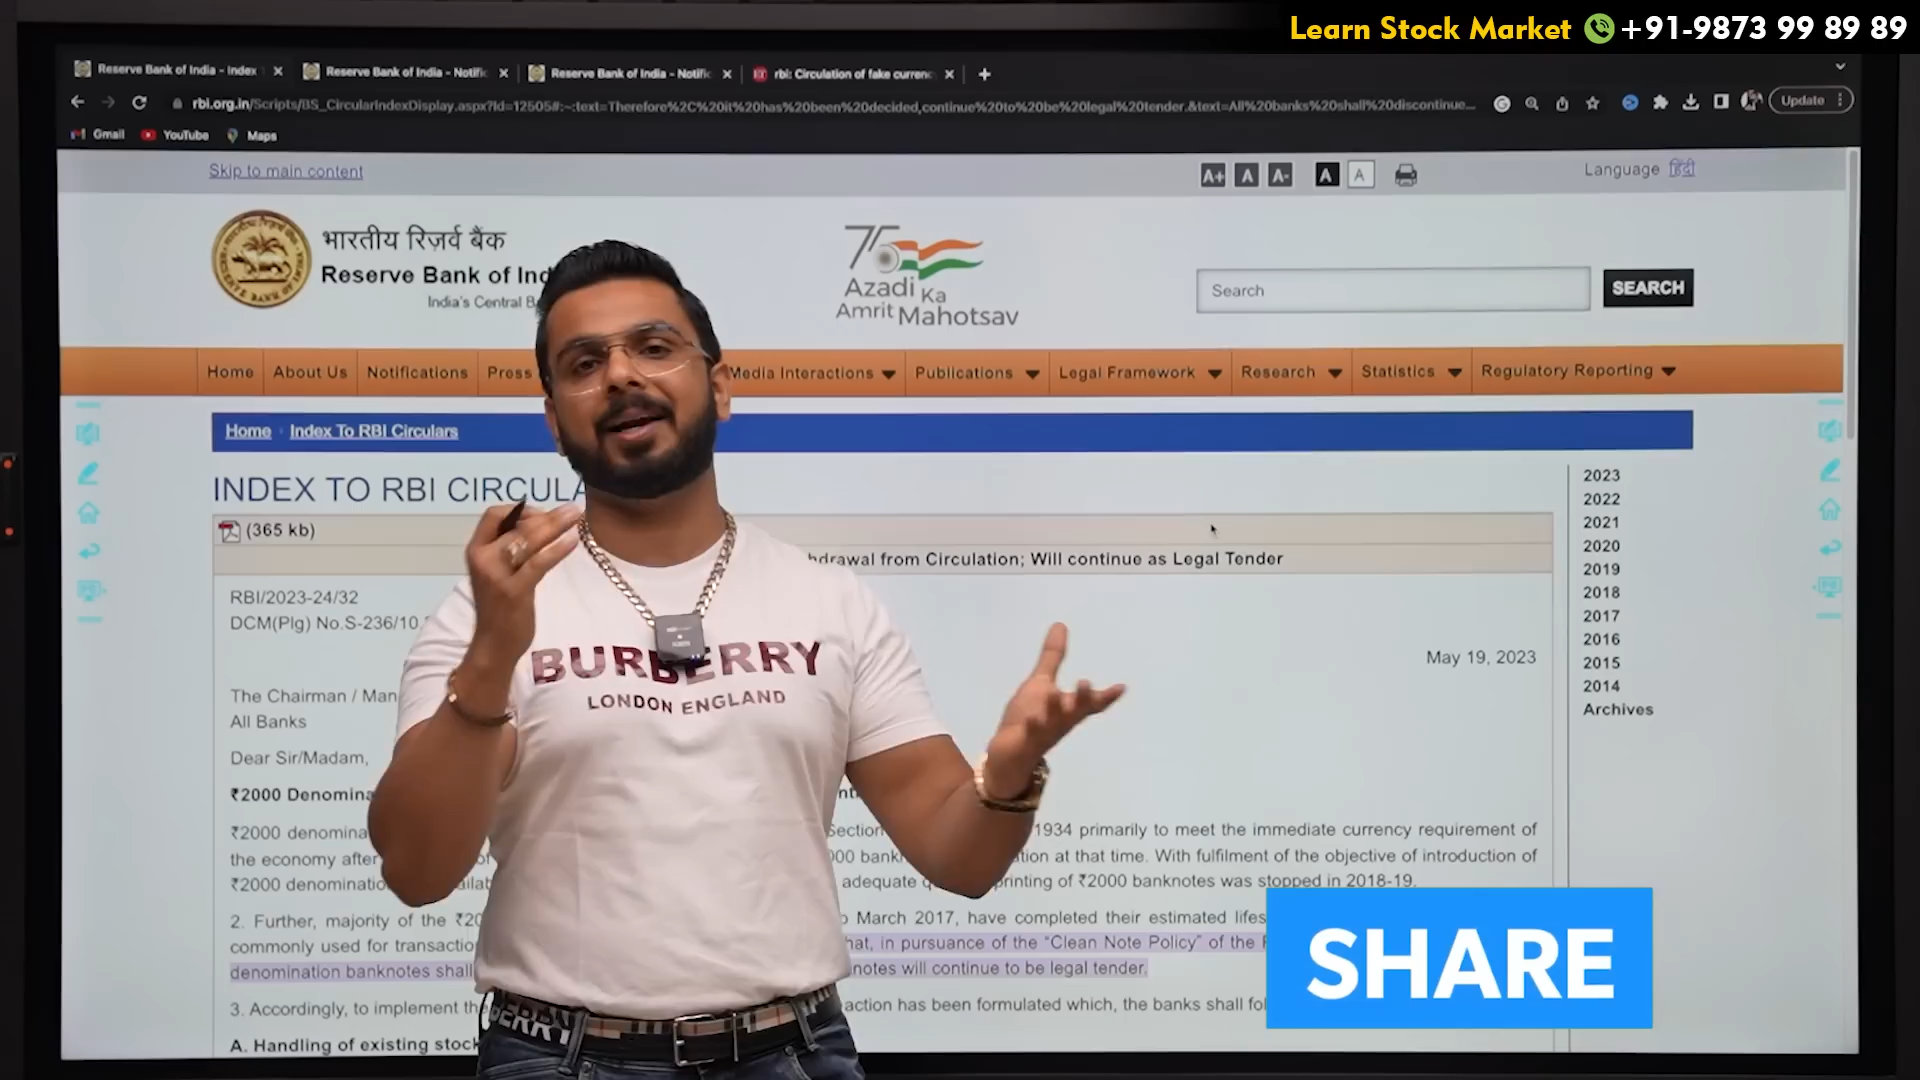 Learn Stock Market +91-9873 99 89 89
Reserve Bank of India - Index
Reserve Bank of India - Notific
Reserve Bank of India - Notific
rbi: Circulation of fake currenc
rbi.org.in/Scripts/BS_CircularIndexDisplay.aspx?Id=12505#:~:text=Therefore%2C%20it%20has%20been%20decided,continue%20to%20be%20legal%20tender.&text=All%20banks%20shall%20discontinue...
Update
Gmail YouTube Maps
Skip to main content
A+ A A- A A
Language हिंदी
भारतीय रिज़र्व बैंक
Reserve Bank of Ind
India's Central B
75
Azadi Ka
Amrit Mahotsav
Search
SEARCH
Home About Us Notifications Press Media Interactions Publications Legal Framework Research Statistics Regulatory Reporting
Home Index To RBI Circulars
INDEX TO RBI CIRCULA
(365 kb)
hdrawal from Circulation; Will continue as Legal Tender
RBI/2023-24/32
DCM(Plg) No.S-236/10.
May 19, 2023
The Chairman / Man
All Banks
Dear Sir/Madam,
₹2000 Denomina
₹2000 denomina Section 1934 primarily to meet the immediate currency requirement of
the economy after of 000 bank ation at that time. With fulfilment of the objective of introduction of
₹2000 denominatio availab adequate printing of ₹2000 banknotes was stopped in 2018-19.
2. Further, majority of the ₹20 o March 2017, have completed their estimated lifes
commonly used for transactio hat, in pursuance of the “Clean Note Policy” of the R
denomination banknotes shall notes will continue to be legal tender.
3. Accordingly, to implement the action has been formulated which, the banks shall fol
A. Handling of existing stock
2023
2022
2021
2020
2019
2018
2017
2016
2015
2014
Archives
BURBERRY
LONDON ENGLAND
SHARE